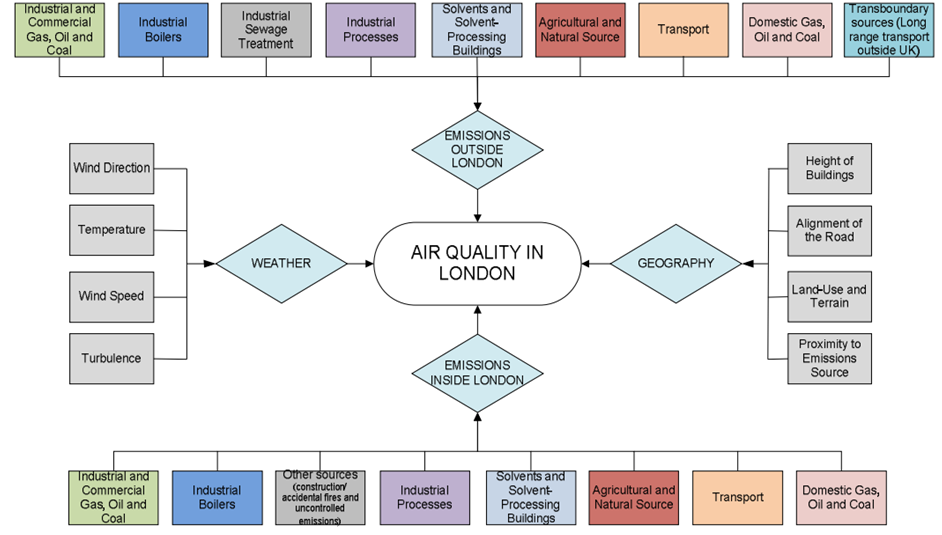 Industrial and
Commercial
Gas, Oil and
Coal
Industrial
Boilers
Industrial
Sewage
Treatment
Industrial
Processes
Solvents and
Solvent-
Processing
Buildings
Agricultural and
Natural Source
Transport
Domestic Gas,
Oil and Coal
Transboundary
sources (Long
range transport
outside UK)
EMISSIONS
OUTSIDE
LONDON
Wind Direction
Temperature
Wind Speed
Turbulence
WEATHER
AIR QUALITY IN
LONDON
GEOGRAPHY
Height of
Buildings
Alignment of
the Road
Land-Use and
Terrain
Proximity to
Emissions
Source
EMISSIONS
INSIDE LONDON
Industrial and
Commercial
Gas, Oil and
Coal
Industrial
Boilers
Other sources
(construction/
accidental fires and
uncontrolled
emissions)
Industrial
Processes
Solvents and
Solvent-
Processing
Buildings
Agricultural and
Natural Source
Transport
Domestic Gas,
Oil and Coal